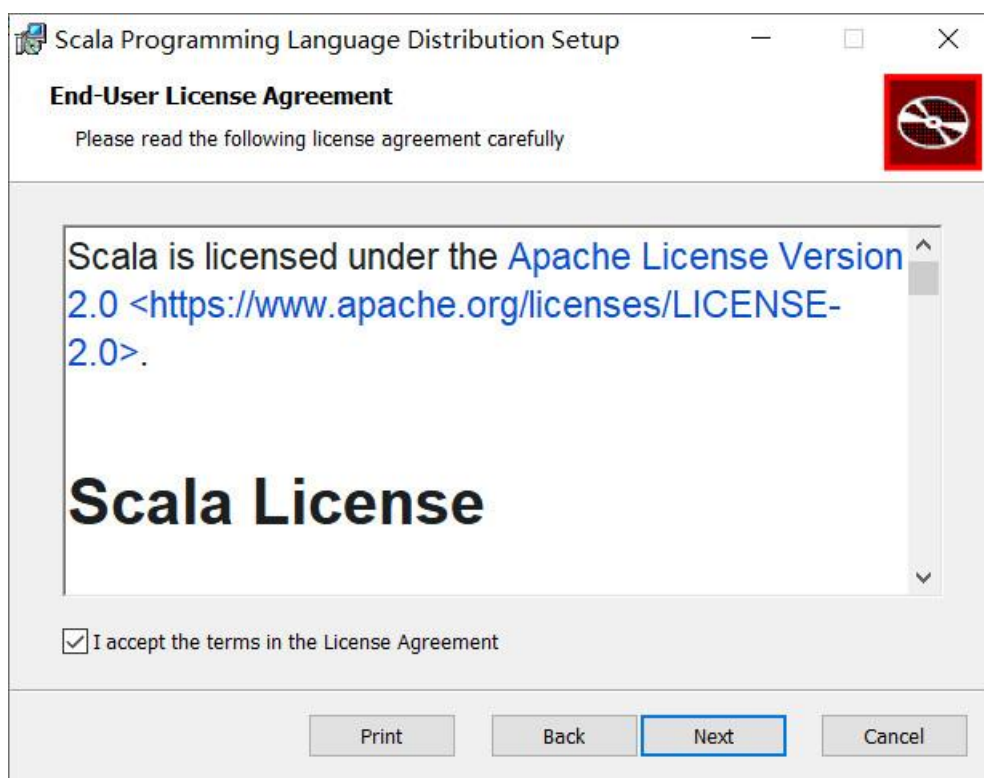 Scala Programming Language Distribution Setup
End-User License Agreement
Please read the following license agreement carefully
Scala is licensed under the Apache License Version
2.0 <https://www.apache.org/licenses/LICENSE-
2.0>.
Scala License
I accept the terms in the License Agreement
Print Back Next Cancel